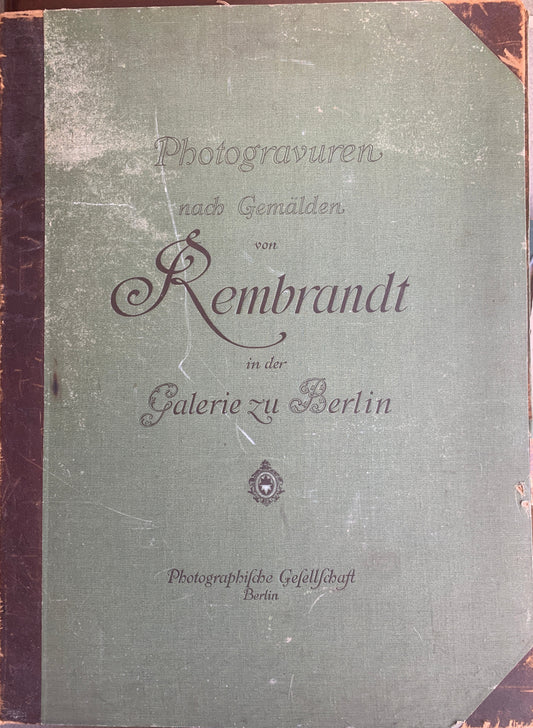 Photogravuren
nach Gemälden
von
Rembrandt
in der
Galerie zu Berlin
Photographiſche Geſellſchaft
Berlin